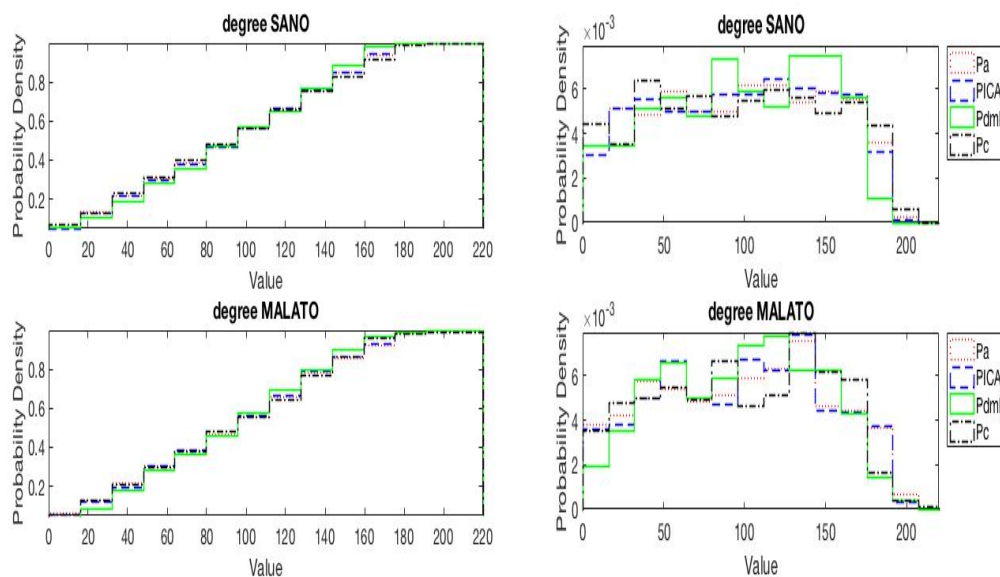 degree SANO
Probability Density
0.8
0.6
0.4
0.2
0 20 40 60 80 100 120 140 160 180 200 220
Value
degree SANO
×10-3
Probability Density
6
4
2
0
0 50 100 150 200
Value
Pa
PICA
Pdml
Pc
degree MALATO
Probability Density
0.8
0.6
0.4
0.2
0 20 40 60 80 100 120 140 160 180 200 220
Value
degree MALATO
×10-3
Probability Density
6
4
2
0
0 50 100 150 200
Value
Pa
PICA
Pdml
Pc